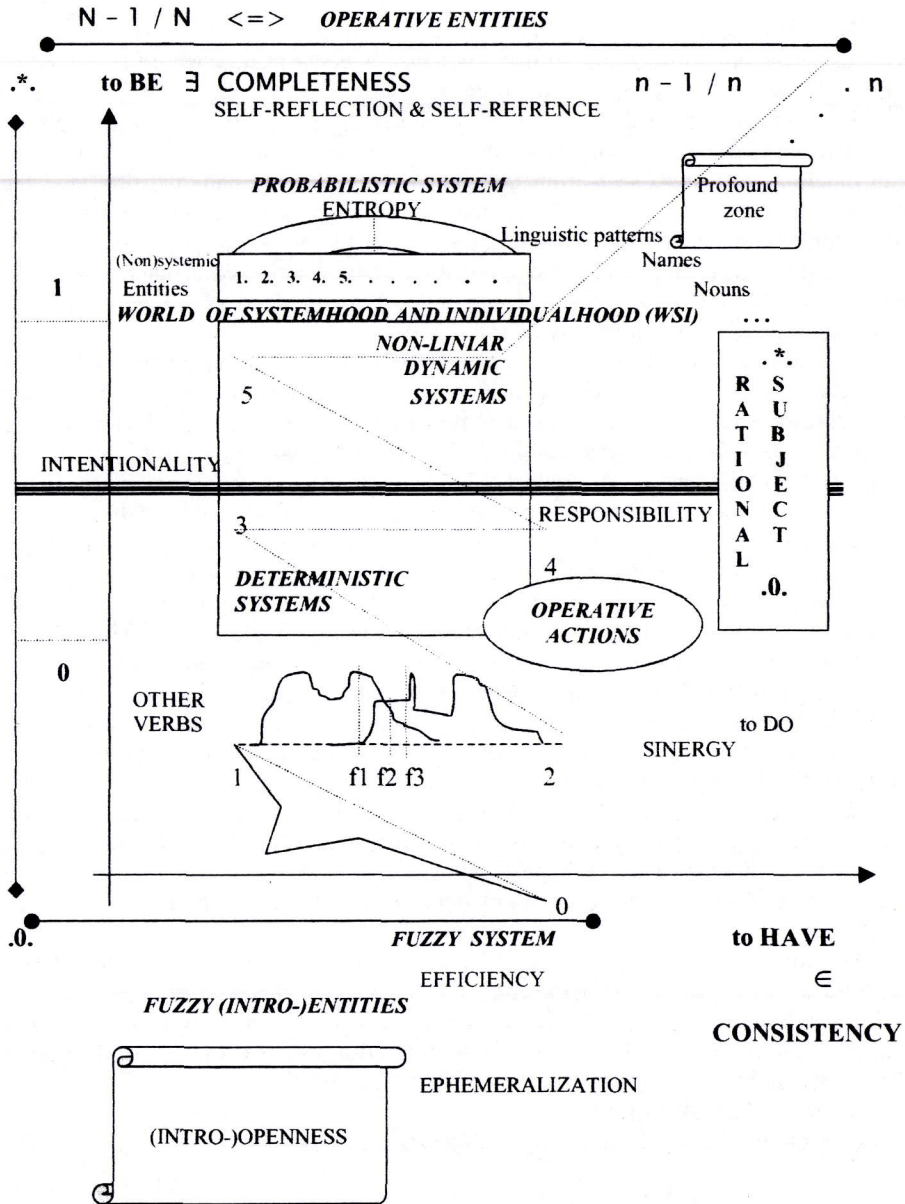 N - 1 / N <=> OPERATIVE ENTITIES
.*. to BE ∃ COMPLETENESS n - 1 / n . n
SELF-REFLECTION & SELF-REFRENCE
PROBABILISTIC SYSTEM
ENTROPY
Profound
zone
Linguistic patterns
Names
(Non)systemic
Entities
1. 2. 3. 4. 5. . . . . . .
1
Nouns
WORLD OF SYSTEMHOOD AND INDIVIDUALHOOD (WSI)
...
NON-LINIAR
DYNAMIC
SYSTEMS
5
.*.
RATIONAL
SUBJECT
.0.
INTENTIONALITY
RESPONSIBILITY
3
4
DETERMINISTIC
SYSTEMS
OPERATIVE
ACTIONS
0
OTHER
VERBS
to DO
SINERGY
1 f1 f2 f3 2
0
.0. FUZZY SYSTEM to HAVE
EFFICIENCY ∈
FUZZY (INTRO-)ENTITIES
CONSISTENCY
EPHEMERALIZATION
(INTRO-)OPENNESS